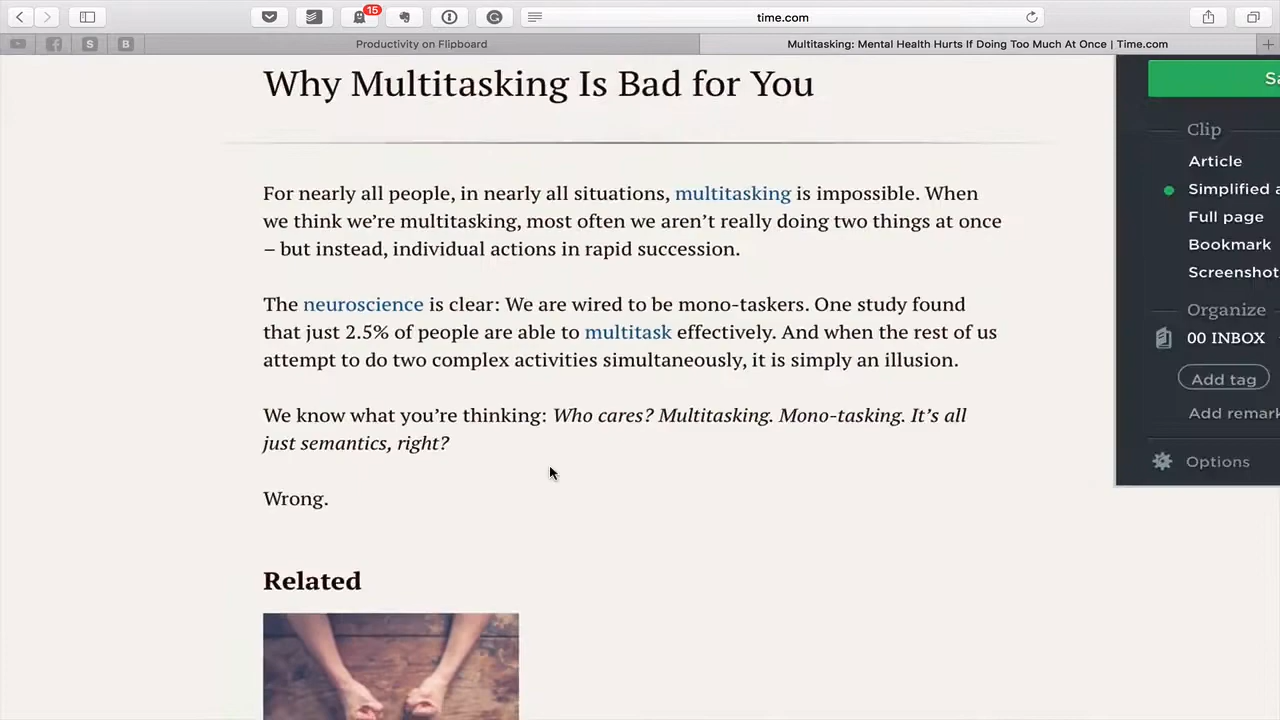 15
time.com
S
B
Productivity on Flipboard
Multitasking: Mental Health Hurts If Doing Too Much At Once | Time.com
Why Multitasking Is Bad for You
For nearly all people, in nearly all situations, multitasking is impossible. When
we think we're multitasking, most often we aren't really doing two things at once
– but instead, individual actions in rapid succession.
The neuroscience is clear: We are wired to be mono-taskers. One study found
that just 2.5% of people are able to multitask effectively. And when the rest of us
attempt to do two complex activities simultaneously, it is simply an illusion.
We know what you're thinking: Who cares? Multitasking. Mono-tasking. It's all
just semantics, right?
Wrong.
Related
Sa
Clip
Article
Simplified a
Full page
Bookmark
Screenshot
Organize
00 INBOX
Add tag
Add remark
Options